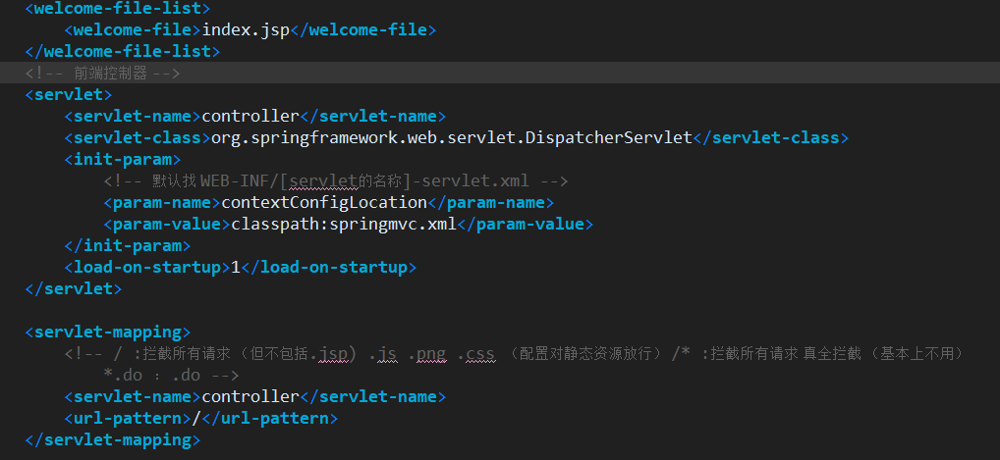 <welcome-file-list>
<welcome-file>index.jsp</welcome-file>
</welcome-file-list>
<!-- 前端控制器 -->
<servlet>
<servlet-name>controller</servlet-name>
<servlet-class>org.springframework.web.servlet.DispatcherServlet</servlet-class>
<init-param>
<!-- 默认找 WEB-INF/[servlet的名称]-servlet.xml -->
<param-name>contextConfigLocation</param-name>
<param-value>classpath:springmvc.xml</param-value>
</init-param>
<load-on-startup>1</load-on-startup>
</servlet>
<servlet-mapping>
<!-- / :拦截所有请求（但不包括.jsp）.js .png .css （配置对静态资源放行）/* :拦截所有请求 真全拦截（基本上不用）
*.do : .do -->
<servlet-name>controller</servlet-name>
<url-pattern>/</url-pattern>
</servlet-mapping>